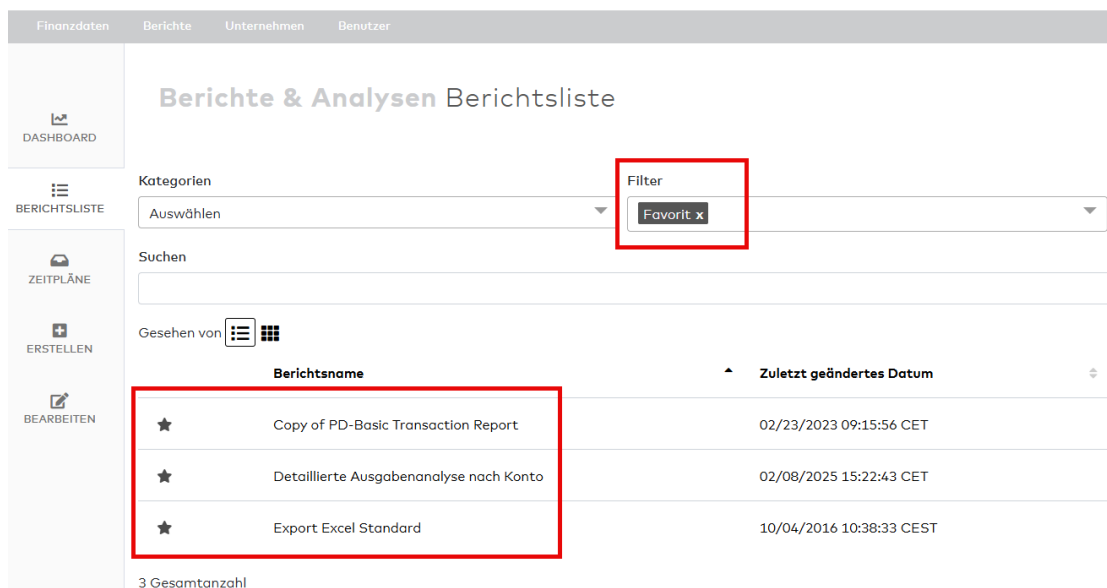 Finanzdaten Berichte Unternehmen Benutzer
Berichte & Analysen Berichtsliste
DASHBOARD
BERICHTSLISTE
ZEITPLÄNE
ERSTELLEN
BEARBEITEN
Kategorien Filter
Auswählen Favorit x
Suchen
Gesehen von
Berichtsname Zuletzt geändertes Datum
Copy of PD-Basic Transaction Report 02/23/2023 09:15:56 CET
Detaillierte Ausgabenanalyse nach Konto 02/08/2025 15:22:43 CET
Export Excel Standard 10/04/2016 10:38:33 CEST
3 Gesamtanzahl